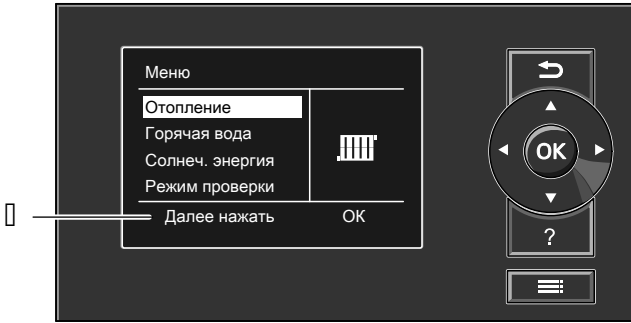 Меню
Отопление
Горячая вода
Солнеч. энергия
Режим проверки
Далее нажать OK
OK
?